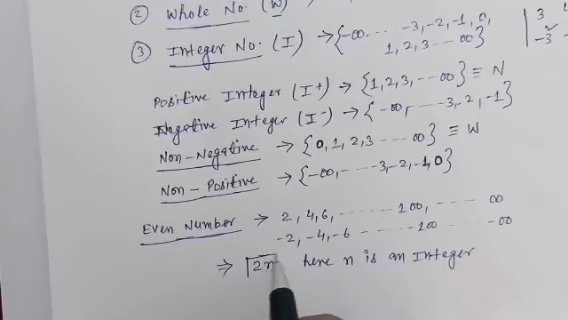 ② Whole No. (W)
③ Integer No. (I) → {-∞. ... -3, -2, -1, 0,
1, 2, 3 ... ∞}
3
-3
Positive Integer (I+) → {1, 2, 3, ... ∞} ≡ N
Negative Integer (I-) → {-∞, ... -3, -2, -1}
Non-Negative → {0, 1, 2, 3 ...... ∞} ≡ W
Non-Positive → {-∞, ..... -3, -2, -1, 0}
Even Number → 2, 4, 6, ........ 100, ...... ∞
-2, -4, -6 ........ 100 ...... -∞
⇒ 2n here n is an Integer